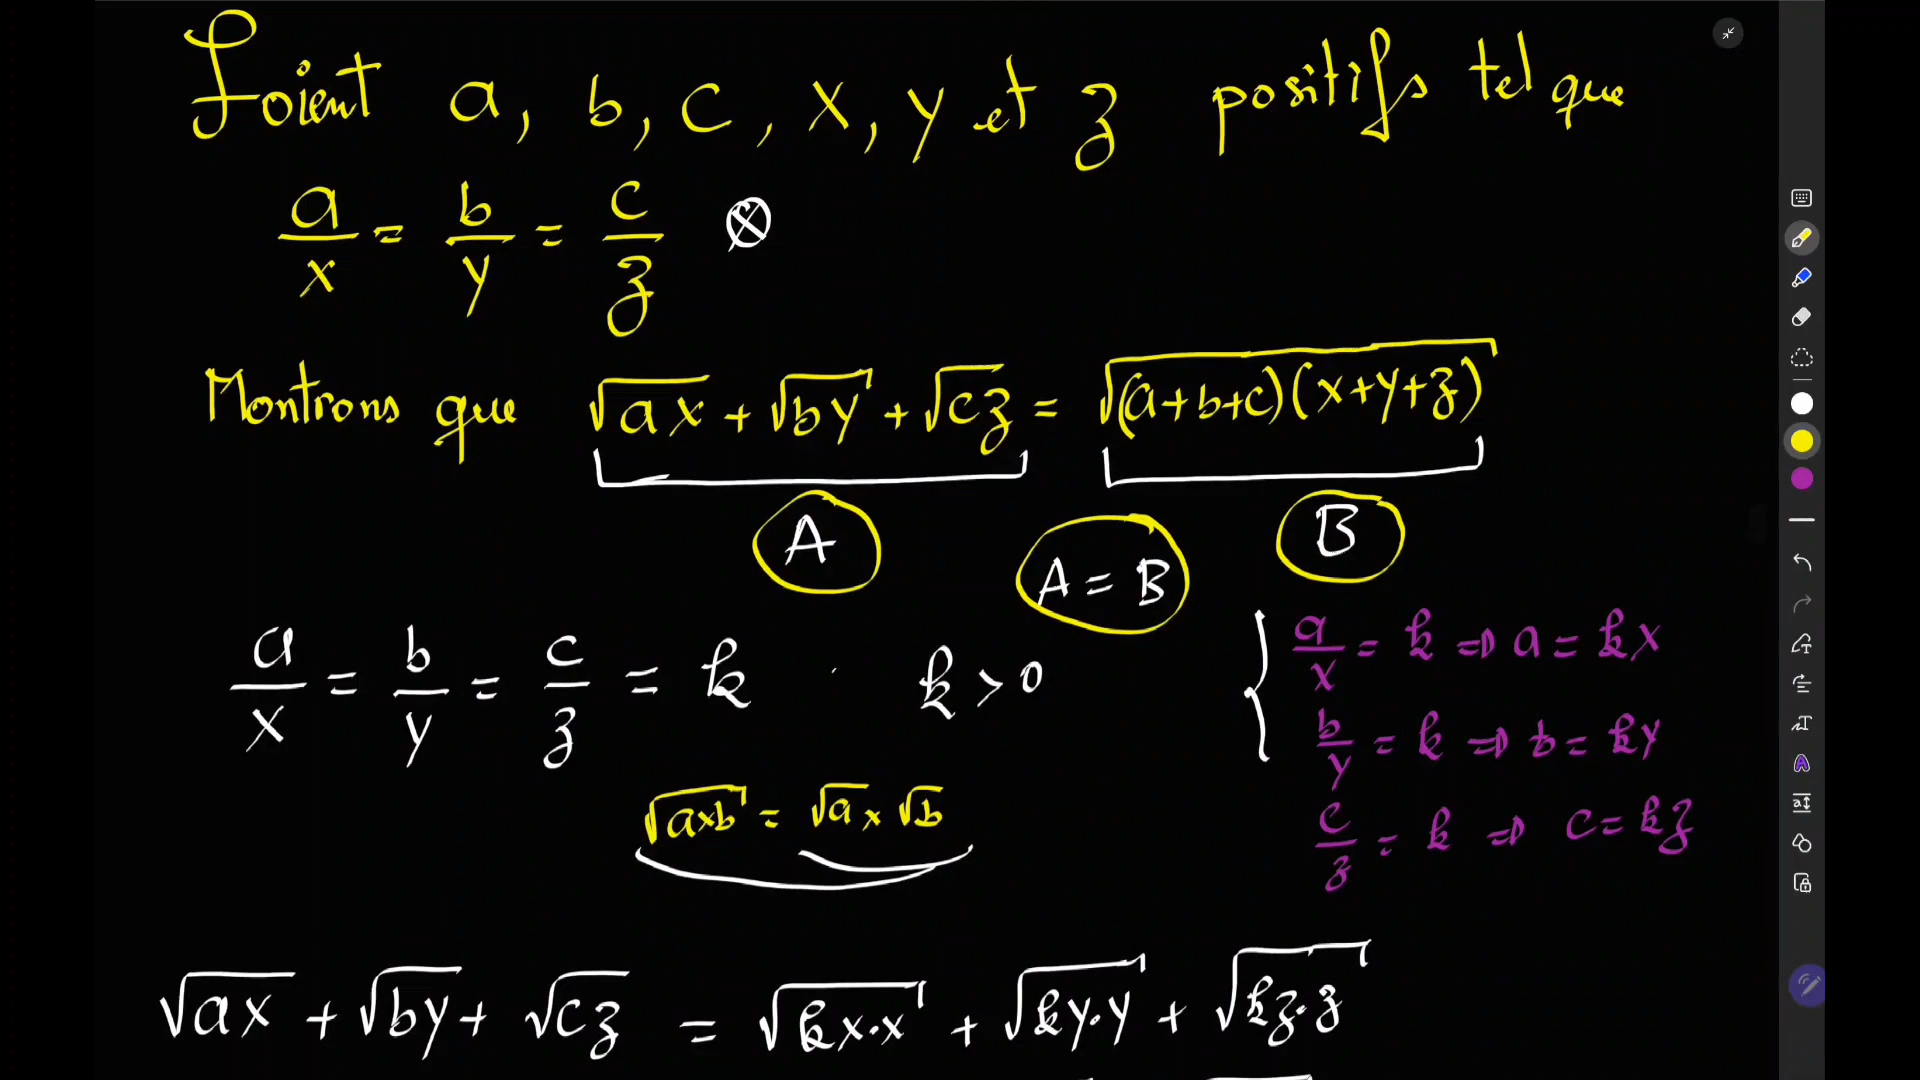 Soient a, b, c, x, y et z positifs tel que
a/x = b/y = c/z ⊗
Montrons que √(ax) + √(by) + √(cz) = √((a+b+c)(x+y+z))
A A = B B
a/x = b/y = c/z = k k > 0
a/x = k ⇒ a = kx
b/y = k ⇒ b = ky
c/z = k ⇒ c = kz
√(a×b) = √a × √b
√(ax) + √(by) + √(cz) = √(kx·x) + √(ky·y) + √(kz·z)